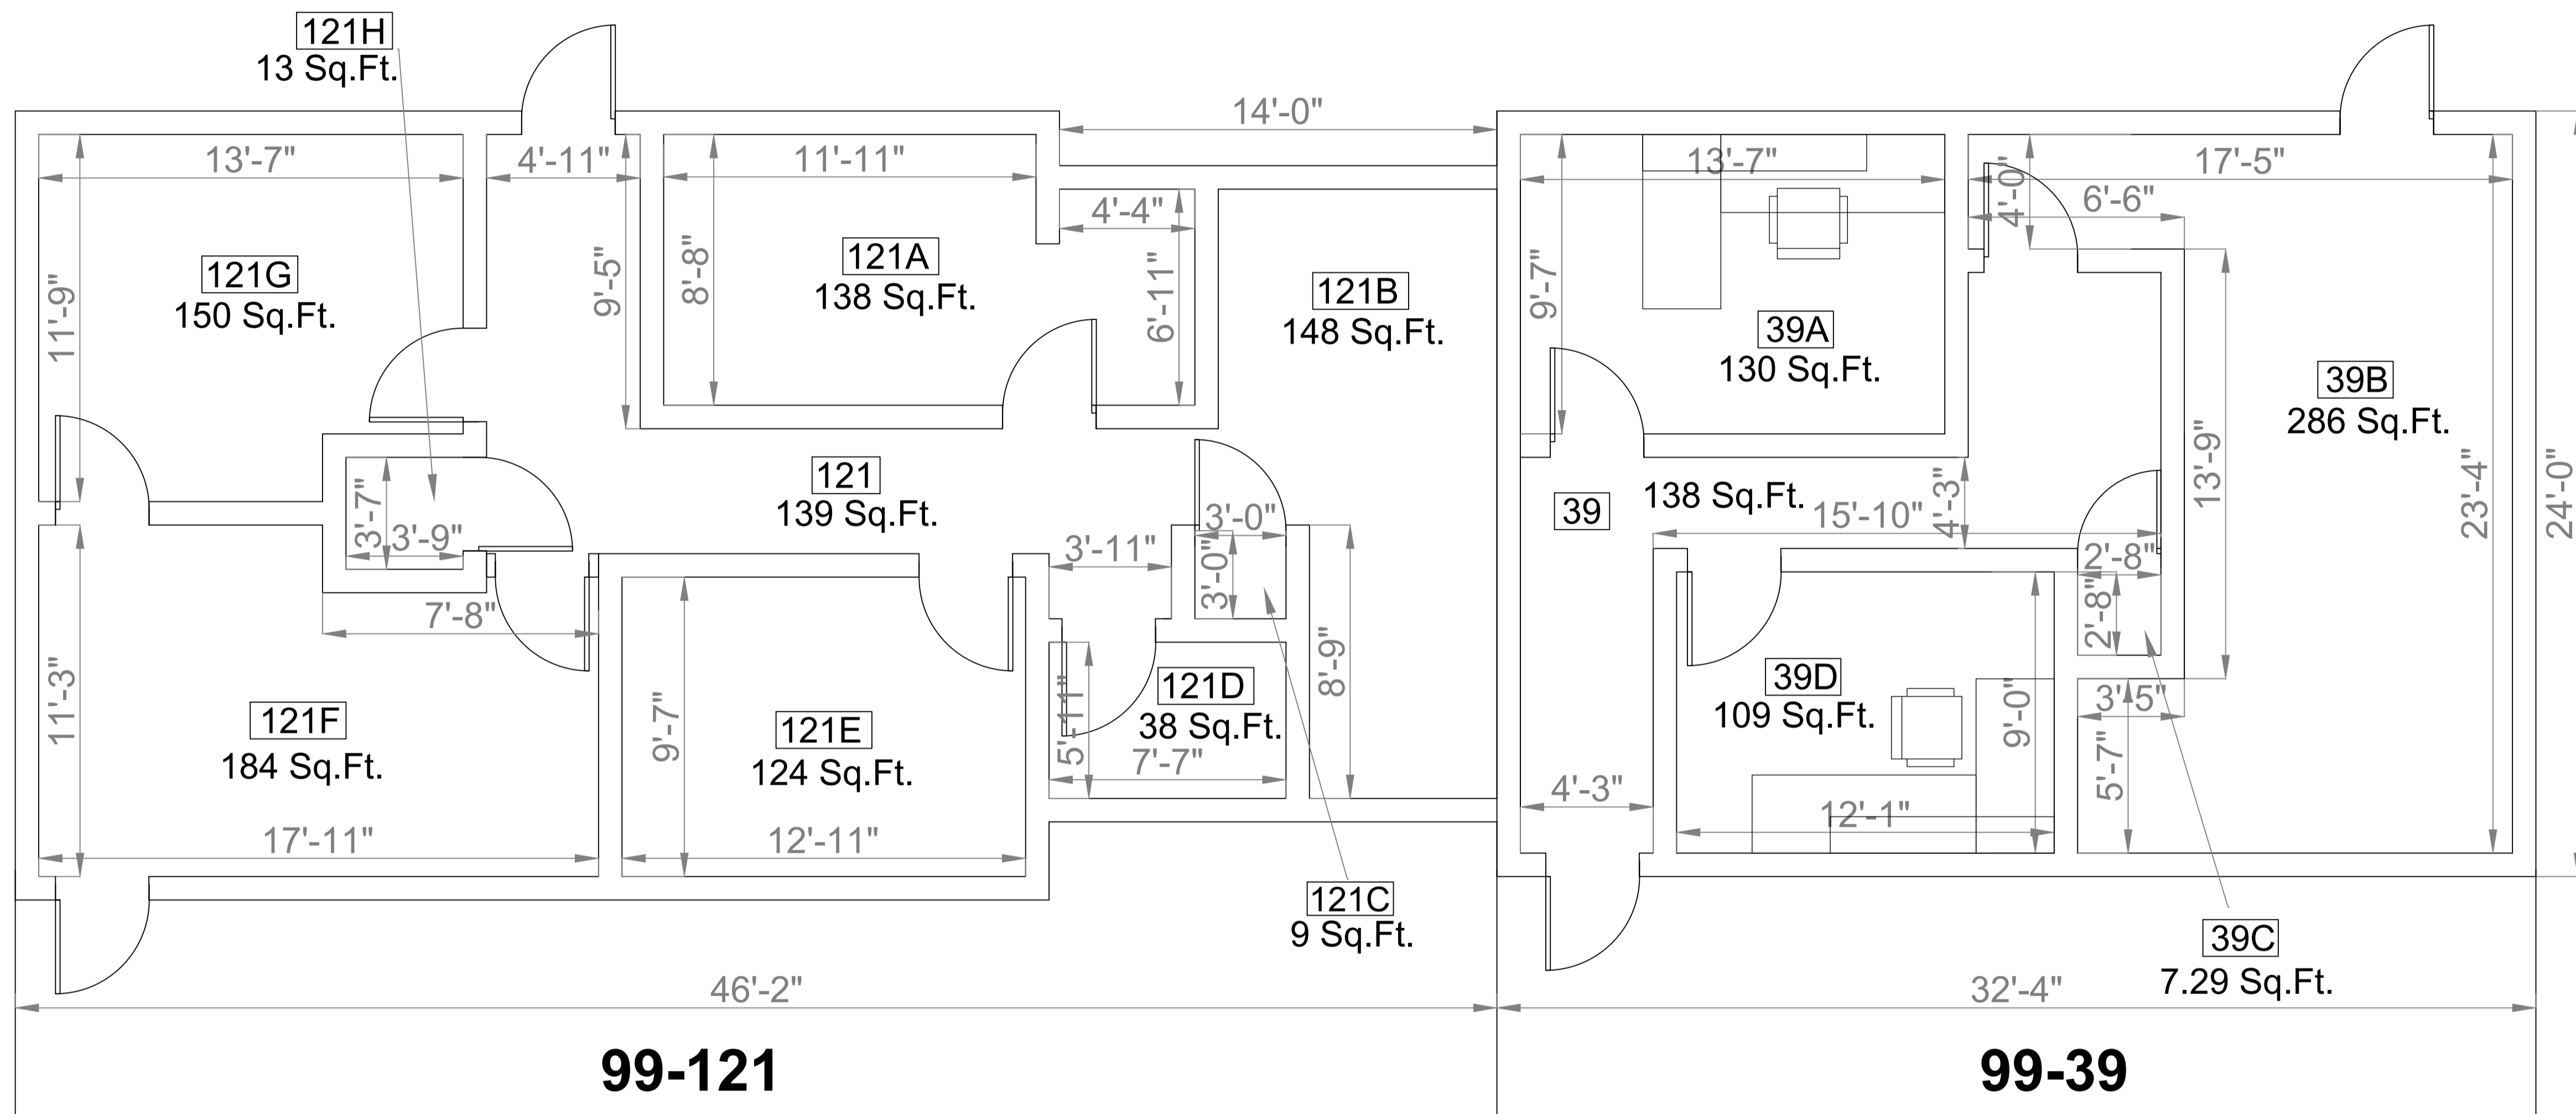 121H
13 Sq.Ft.
14'-0"
13'-7"
4'-11"
11'-11"
13'-7"
17'-5"
4'-0"
6'-6"
4'-4"
11'-9"
9'-5"
8'-8"
6'-11"
9'-7"
121G
150 Sq.Ft.
121A
138 Sq.Ft.
121B
148 Sq.Ft.
39A
130 Sq.Ft.
39B
286 Sq.Ft.
13'-9"
23'-4"
24'-0"
121
139 Sq.Ft.
39
138 Sq.Ft.
15'-10"
4'-3"
3'-7"
3'-9"
3'-11"
3'-0"
3'-0"
2'-8"
2'-8"
7'-8"
11'-3"
9'-7"
5'-11"
8'-9"
121F
184 Sq.Ft.
121E
124 Sq.Ft.
121D
38 Sq.Ft.
7'-7"
39D
109 Sq.Ft.
9'-0"
3'-5"
5'-7"
4'-3"
12'-1"
17'-11"
12'-11"
121C
9 Sq.Ft.
39C
7.29 Sq.Ft.
46'-2"
32'-4"
99-121
99-39